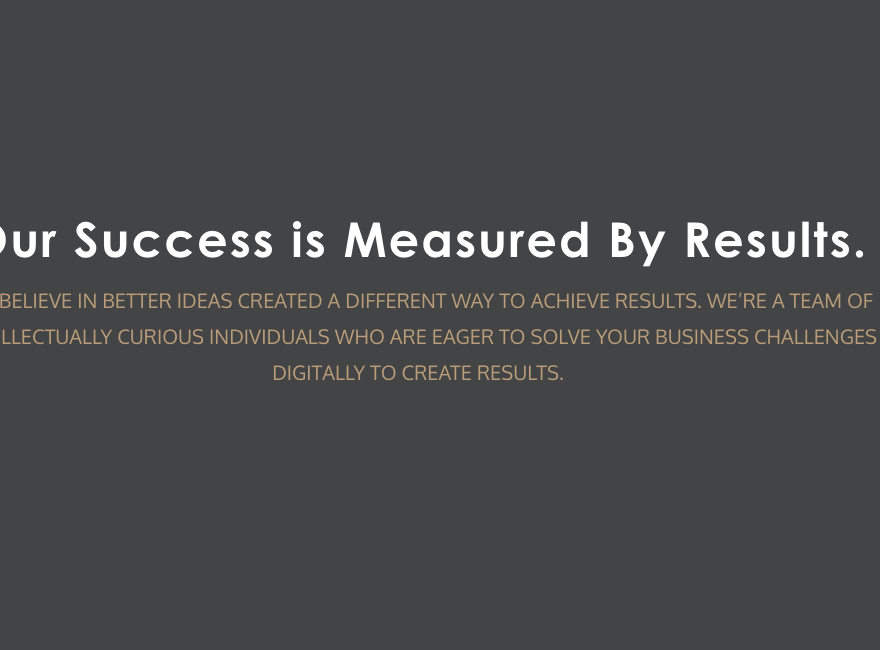 Our Success is Measured By Results.
BELIEVE IN BETTER IDEAS CREATED A DIFFERENT WAY TO ACHIEVE RESULTS. WE’RE A TEAM OF
LLECTUALLY CURIOUS INDIVIDUALS WHO ARE EAGER TO SOLVE YOUR BUSINESS CHALLENGES
DIGITALLY TO CREATE RESULTS.